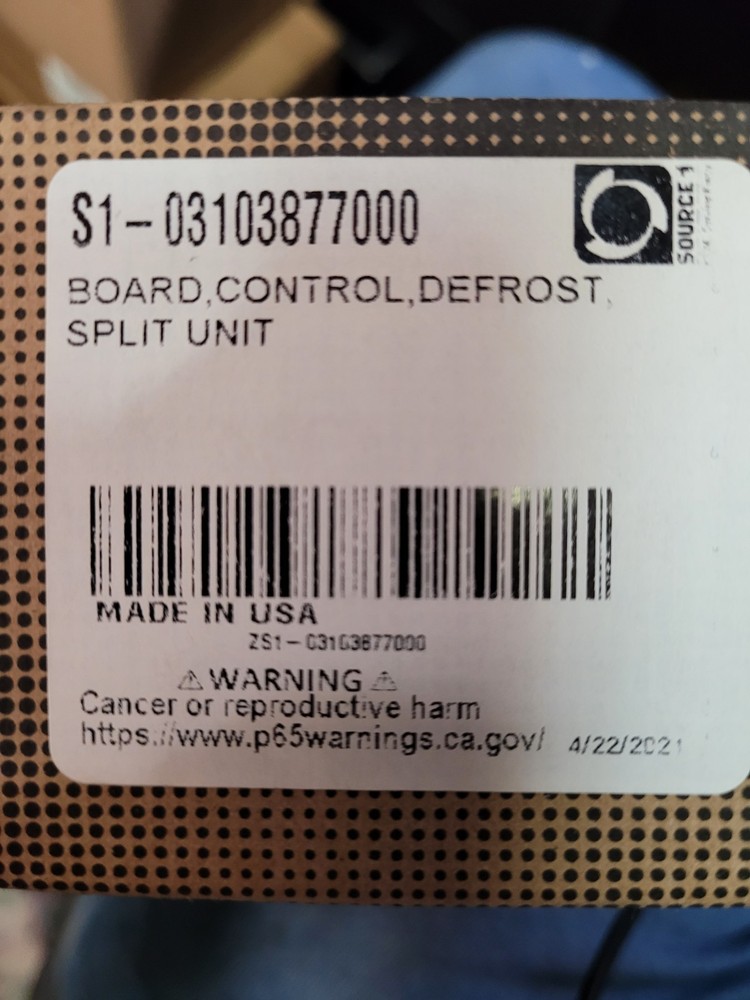 S1-03103877000
SOURCE 1
BOARD,CONTROL,DEFROST,
SPLIT UNIT
MADE IN USA
ZS1-03103877000
⚠ WARNING ⚠
Cancer or reproductive harm
https://www.p65warnings.ca.gov/ 4/22/2021